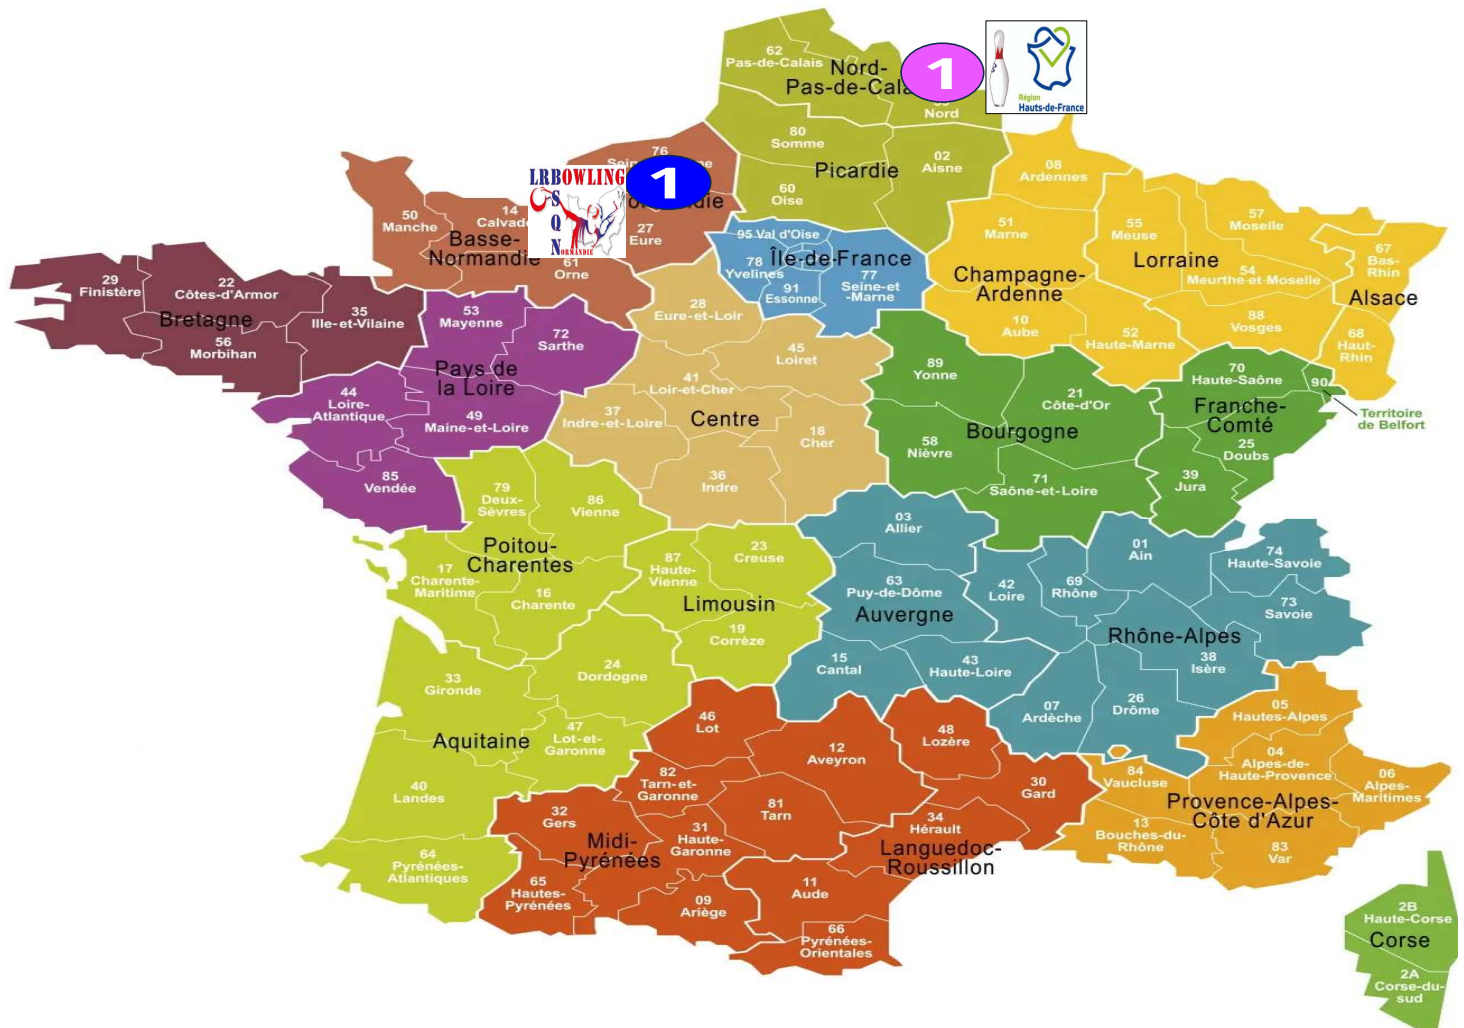 62
Pas-de-Calais
Nord-
Pas-de-Cala
1
Région
Hauts-de-France
Nord
80
Somme
02
Aisne
Picardie
60
Oise
08
Ardennes
76
LRBOWLING
BSQN
NORMANDIE
1
50
Manche
14
Calvad
27
Eure
Basse-
Normandie
61
Orne
95 Val d'Oise
Île-de-France
78
Yvelines
91
Essonne
77
Seine-et
-Marne
51
Marne
55
Meuse
57
Moselle
67
Bas-
Rhin
Lorraine
54
Meurthe-et-Moselle
Champagne-
Ardenne
Alsace
10
Aube
52
Haute-Marne
88
Vosges
68
Haut-
Rhin
29
Finistère
22
Côtes-d'Armor
Bretagne
35
Ille-et-Vilaine
56
Morbihan
53
Mayenne
72
Sarthe
Pays de
la Loire
44
Loire-
Atlantique
49
Maine-et-Loire
85
Vendée
28
Eure-et-Loir
45
Loiret
41
Loir-et-Cher
37
Indre-et-Loire
Centre
18
Cher
36
Indre
89
Yonne
21
Côte-d'Or
Bourgogne
58
Nièvre
71
Saône-et-Loire
70
Haute-Saône
90
Territoire
de Belfort
Franche-
Comté
25
Doubs
39
Jura
79
Deux-
Sèvres
86
Vienne
Poitou-
Charentes
17
Charente-
Maritime
16
Charente
87
Haute-
Vienne
23
Creuse
Limousin
19
Corrèze
03
Allier
63
Puy-de-Dôme
Auvergne
15
Cantal
43
Haute-Loire
42
Loire
69
Rhône
01
Ain
74
Haute-Savoie
73
Savoie
Rhône-Alpes
38
Isère
07
Ardèche
26
Drôme
33
Gironde
24
Dordogne
Aquitaine
47
Lot-et-
Garonne
40
Landes
64
Pyrénées-
Atlantiques
46
Lot
12
Aveyron
48
Lozère
82
Tarn-et-
Garonne
30
Gard
32
Gers
81
Tarn
31
Haute-
Garonne
34
Hérault
Midi-
Pyrénées
Languedoc-
Roussillon
65
Hautes-
Pyrénées
09
Ariège
11
Aude
66
Pyrénées-
Orientales
05
Hautes-Alpes
04
Alpes-de-
Haute-Provence
06
Alpes-
Maritimes
84
Vaucluse
Provence-Alpes-
Côte d'Azur
13
Bouches-du-
Rhône
83
Var
2B
Haute-Corse
Corse
2A
Corse-du-
sud